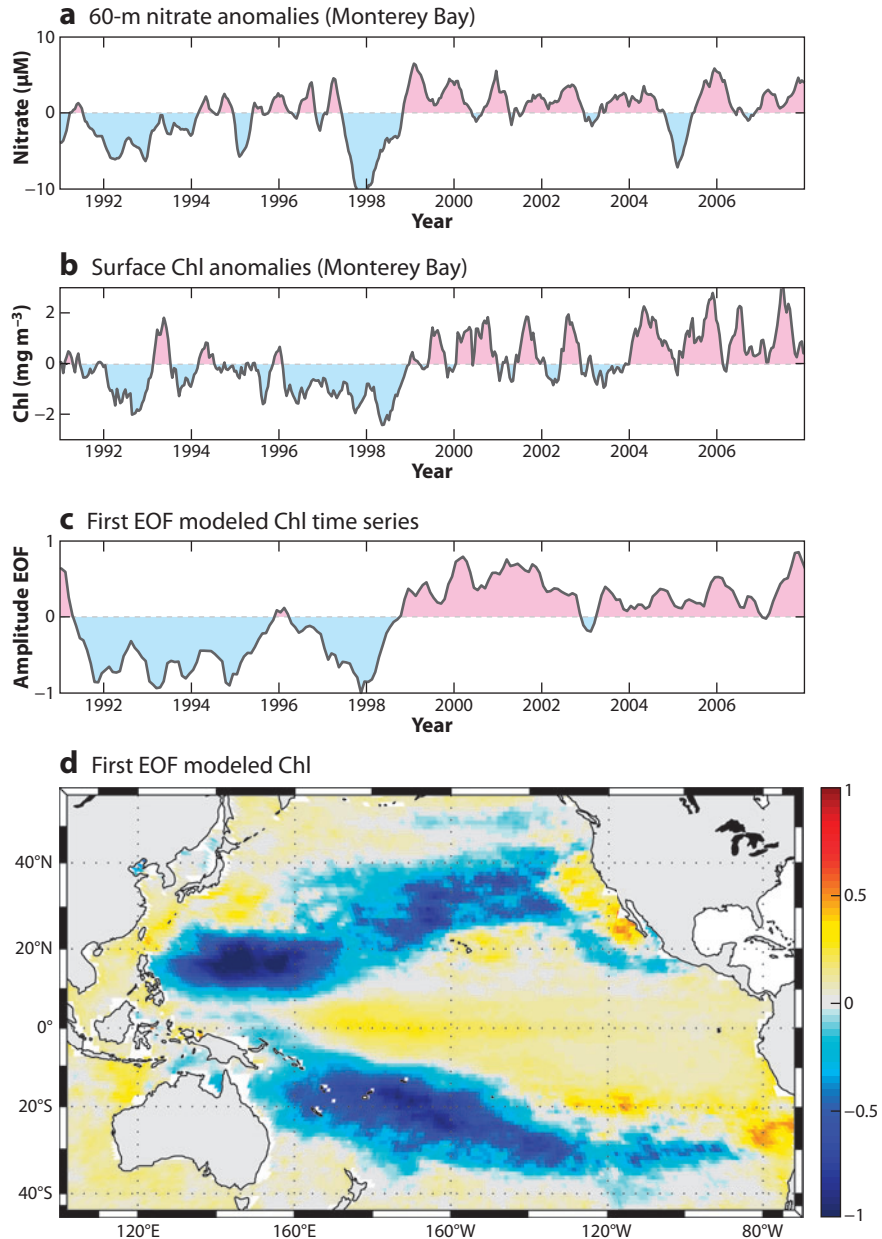 a 60-m nitrate anomalies (Monterey Bay)
10
0
−10
Nitrate (μM)
1992 1994 1996 1998 2000 2002 2004 2006
Year
b Surface Chl anomalies (Monterey Bay)
2
0
−2
Chl (mg m⁻³)
1992 1994 1996 1998 2000 2002 2004 2006
Year
c First EOF modeled Chl time series
1
0
−1
Amplitude EOF
1992 1994 1996 1998 2000 2002 2004 2006
Year
d First EOF modeled Chl
40°N
20°N
0°
20°S
40°S
120°E 160°E 160°W 120°W 80°W
1
0.5
0
−0.5
−1